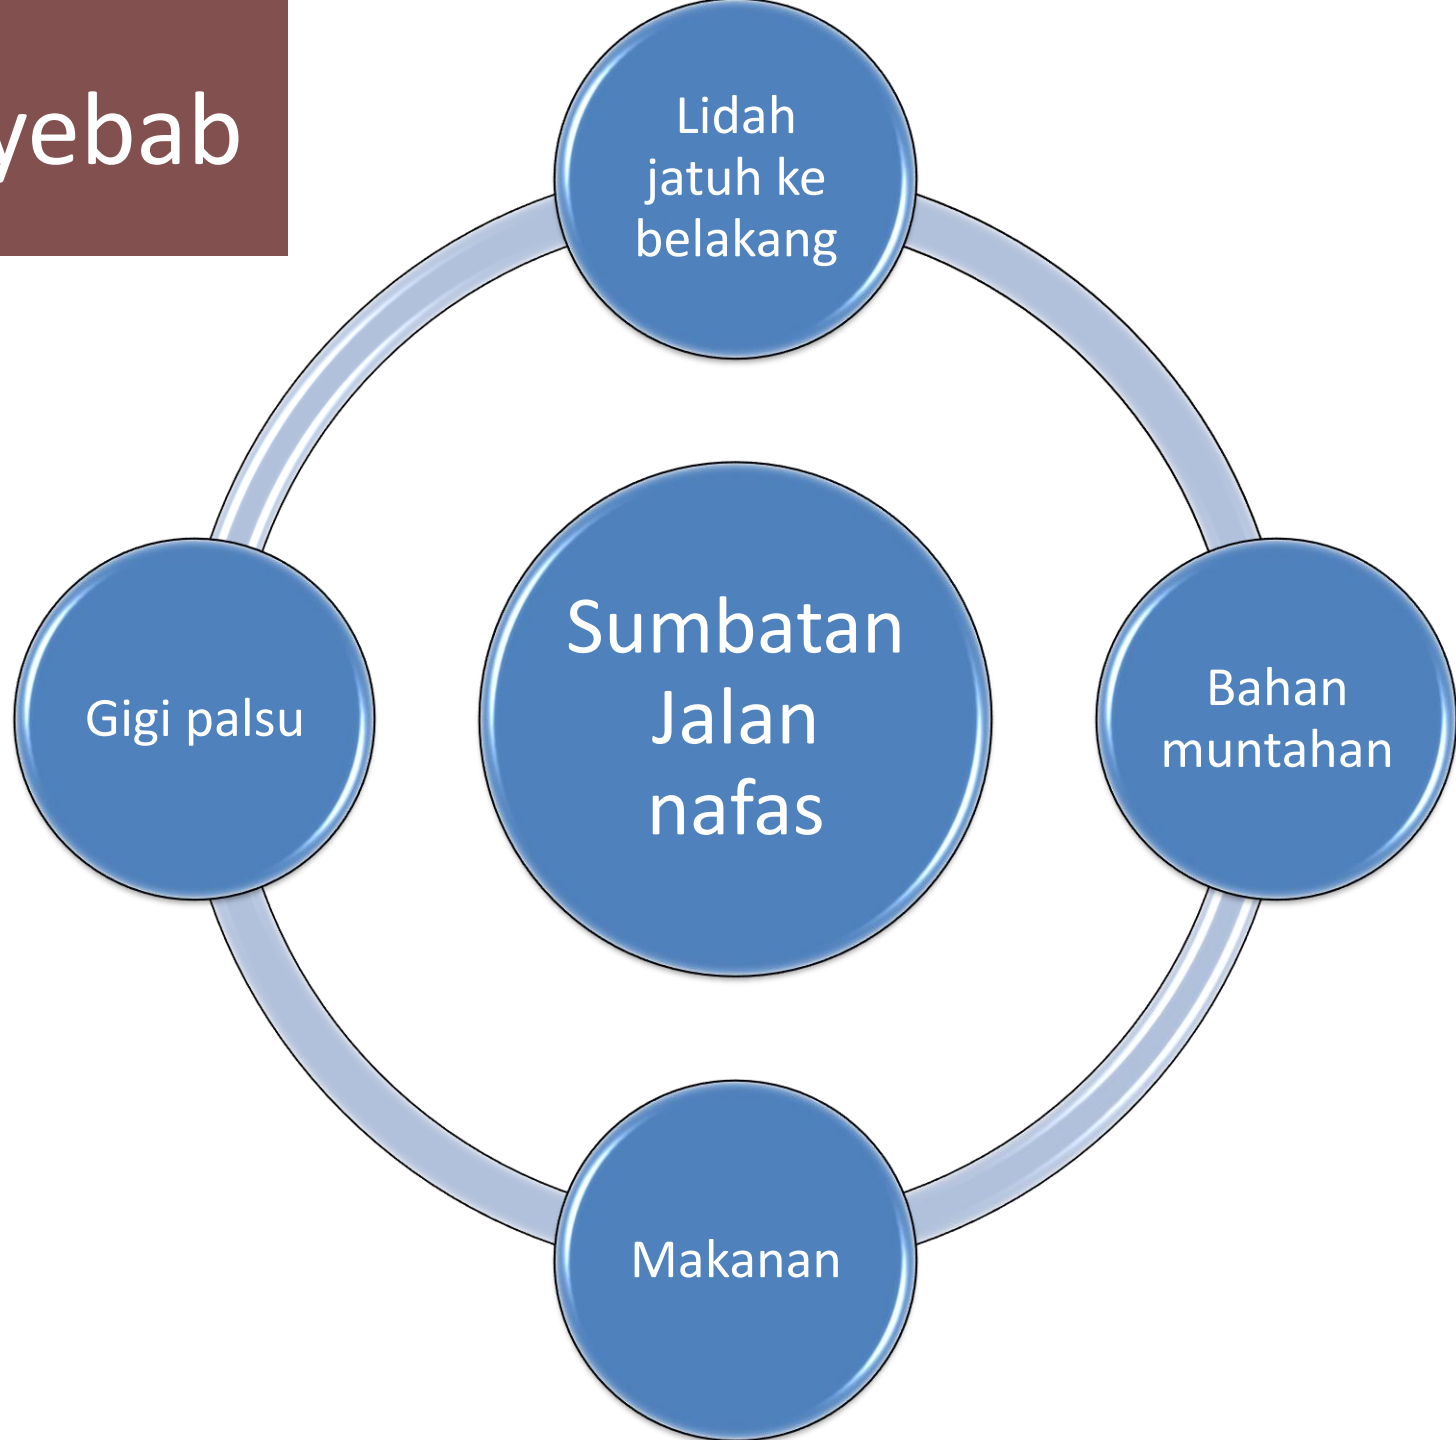 yebab
Lidah
jatuh ke
belakang
Sumbatan
Jalan
nafas
Bahan
muntahan
Makanan
Gigi palsu